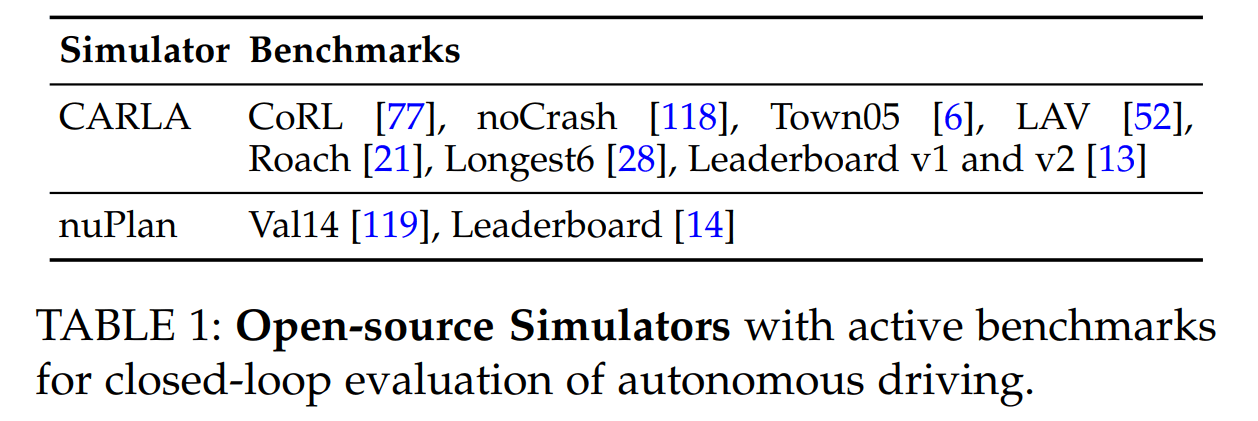 Simulator Benchmarks
CARLA CoRL [77], noCrash [118], Town05 [6], LAV [52],
Roach [21], Longest6 [28], Leaderboard v1 and v2 [13]
nuPlan Val14 [119], Leaderboard [14]
TABLE 1: Open-source Simulators with active benchmarks
for closed-loop evaluation of autonomous driving.